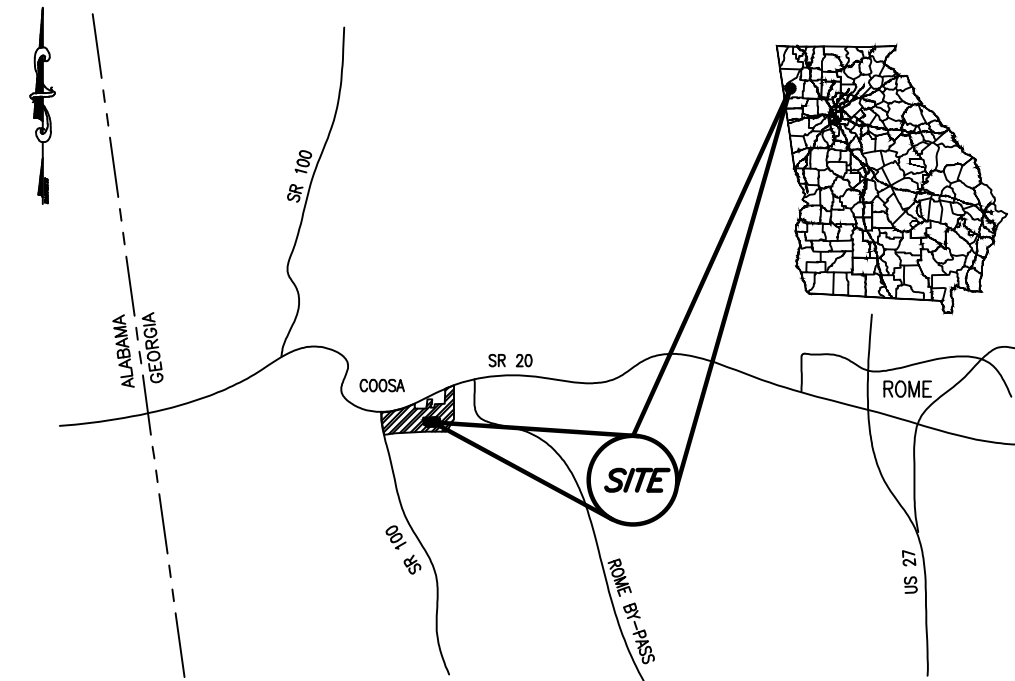 SR 100
ALABAMA
GEORGIA
COOSA
SR 20
ROME
SITE
SR 100
ROME BY-PASS
US 27